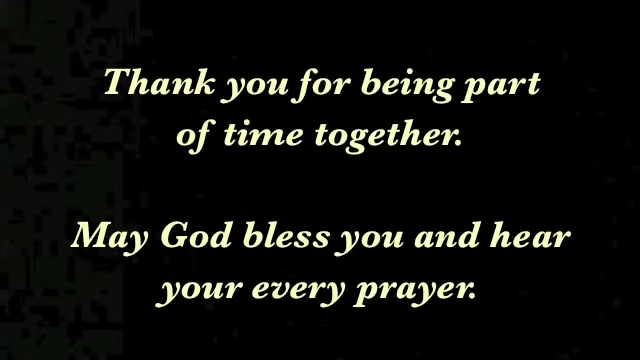 Thank you for being part
of time together.
May God bless you and hear
your every prayer.